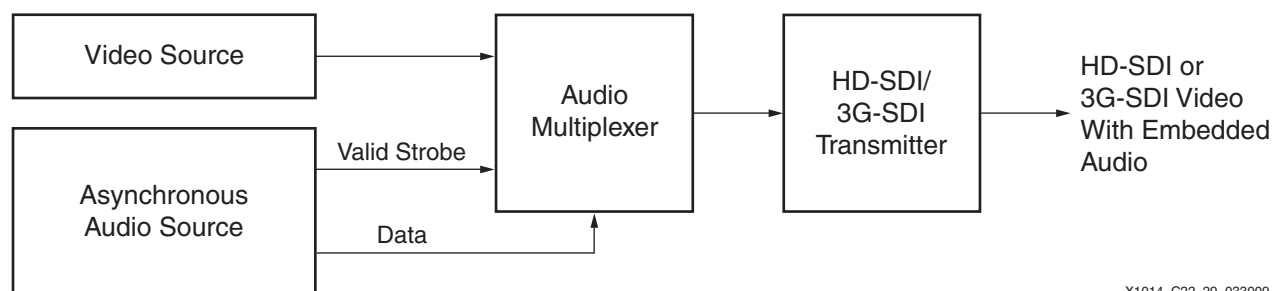 Video Source
Asynchronous
Audio Source
Valid Strobe
Data
Audio
Multiplexer
HD-SDI/
3G-SDI
Transmitter
HD-SDI or
3G-SDI Video
With Embedded
Audio
X1014_C22_29_033009